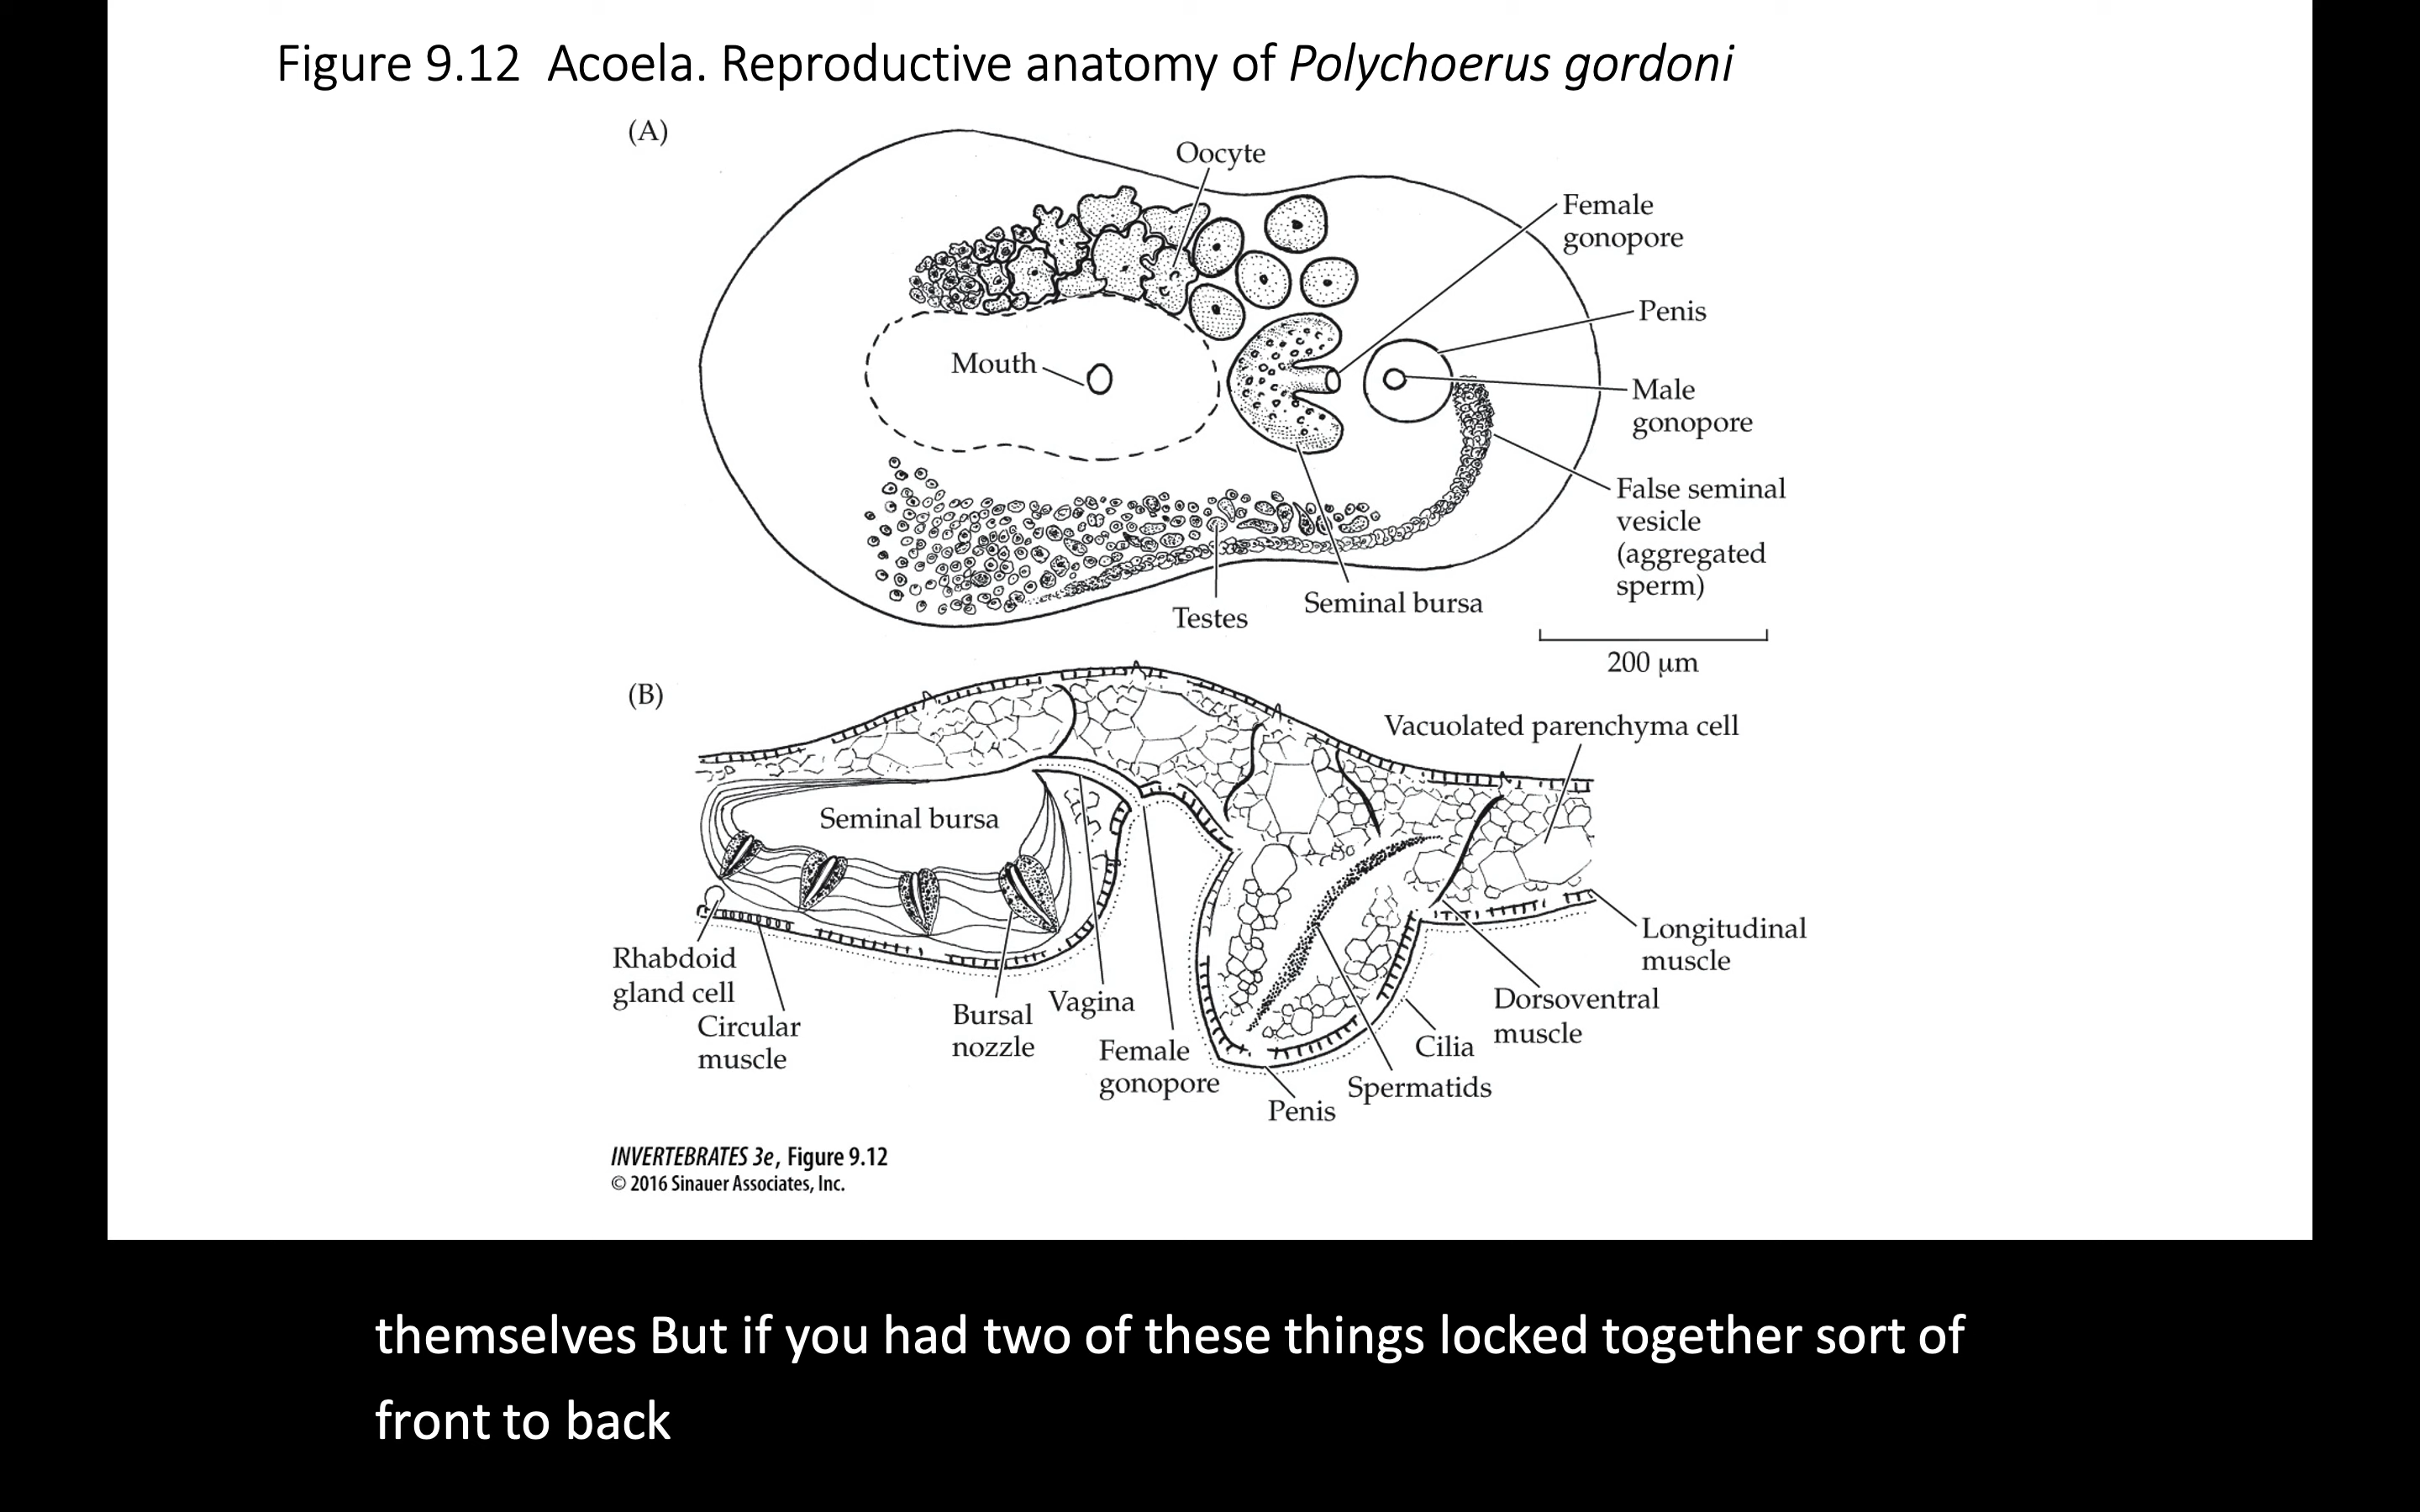 Figure 9.12 Acoela. Reproductive anatomy of Polychoerus gordoni
(A)
Oocyte
Female
gonopore
Penis
Mouth
Male
gonopore
False seminal
vesicle
(aggregated
sperm)
Seminal bursa
Testes
200 µm
(B)
Vacuolated parenchyma cell
Seminal bursa
Longitudinal
muscle
Rhabdoid
gland cell
Circular
muscle
Bursal
nozzle
Vagina
Female
gonopore
Dorsoventral
muscle
Cilia
Spermatids
Penis
INVERTEBRATES 3e, Figure 9.12
© 2016 Sinauer Associates, Inc.
themselves But if you had two of these things locked together sort of
front to back